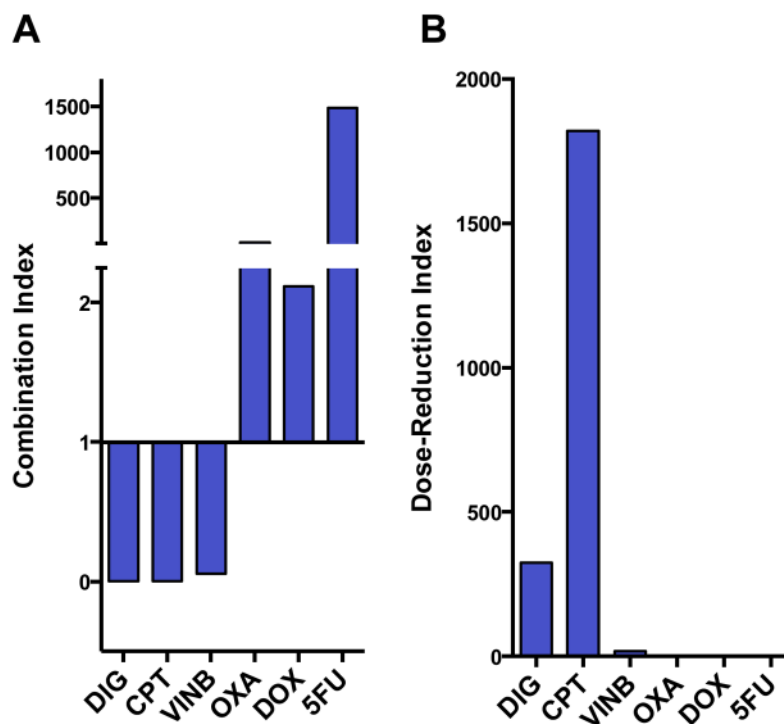 A
Combination Index
1500
1000
500
2
1
0
DIG
CPT
VINB
OXA
DOX
5FU
B
Dose-Reduction Index
2000
1500
1000
500
0
DIG
CPT
VINB
OXA
DOX
5FU